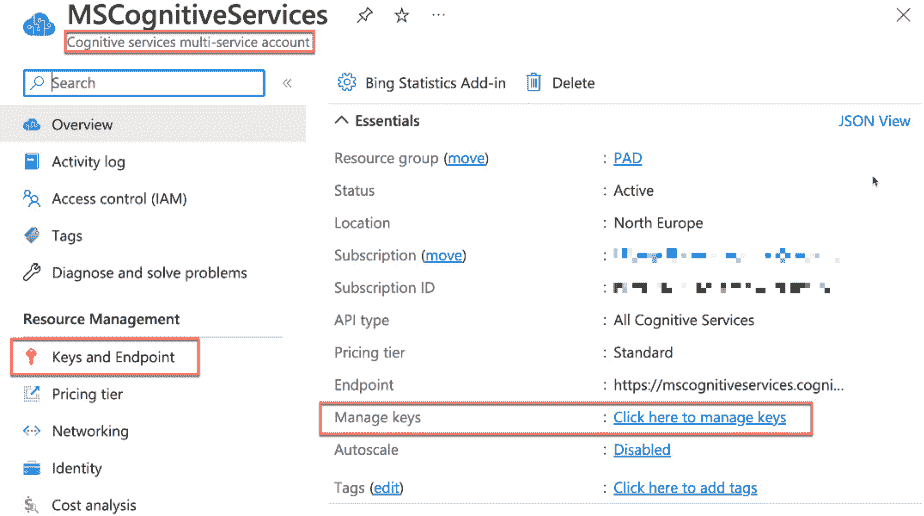 MSCognitiveServices
Cognitive services multi-service account
Search
Bing Statistics Add-in
Delete
Overview
Activity log
Access control (IAM)
Tags
Diagnose and solve problems
Resource Management
Keys and Endpoint
Pricing tier
Networking
Identity
Cost analysis
Essentials
JSON View
Resource group (move) : PAD
Status : Active
Location : North Europe
Subscription (move) :
Subscription ID :
API type : All Cognitive Services
Pricing tier : Standard
Endpoint : https://mscognitiveservices.cogni...
Manage keys : Click here to manage keys
Autoscale : Disabled
Tags (edit) : Click here to add tags